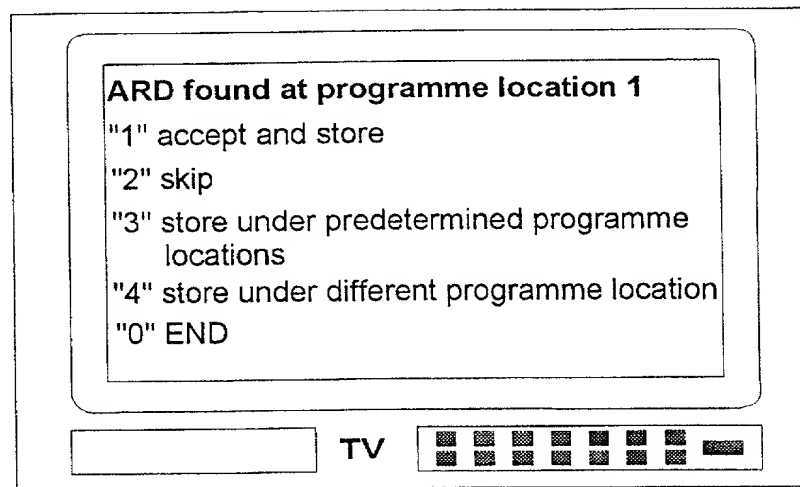 ARD found at programme location 1
"1" accept and store
"2" skip
"3" store under predetermined programme
locations
"4" store under different programme location
"0" END
TV